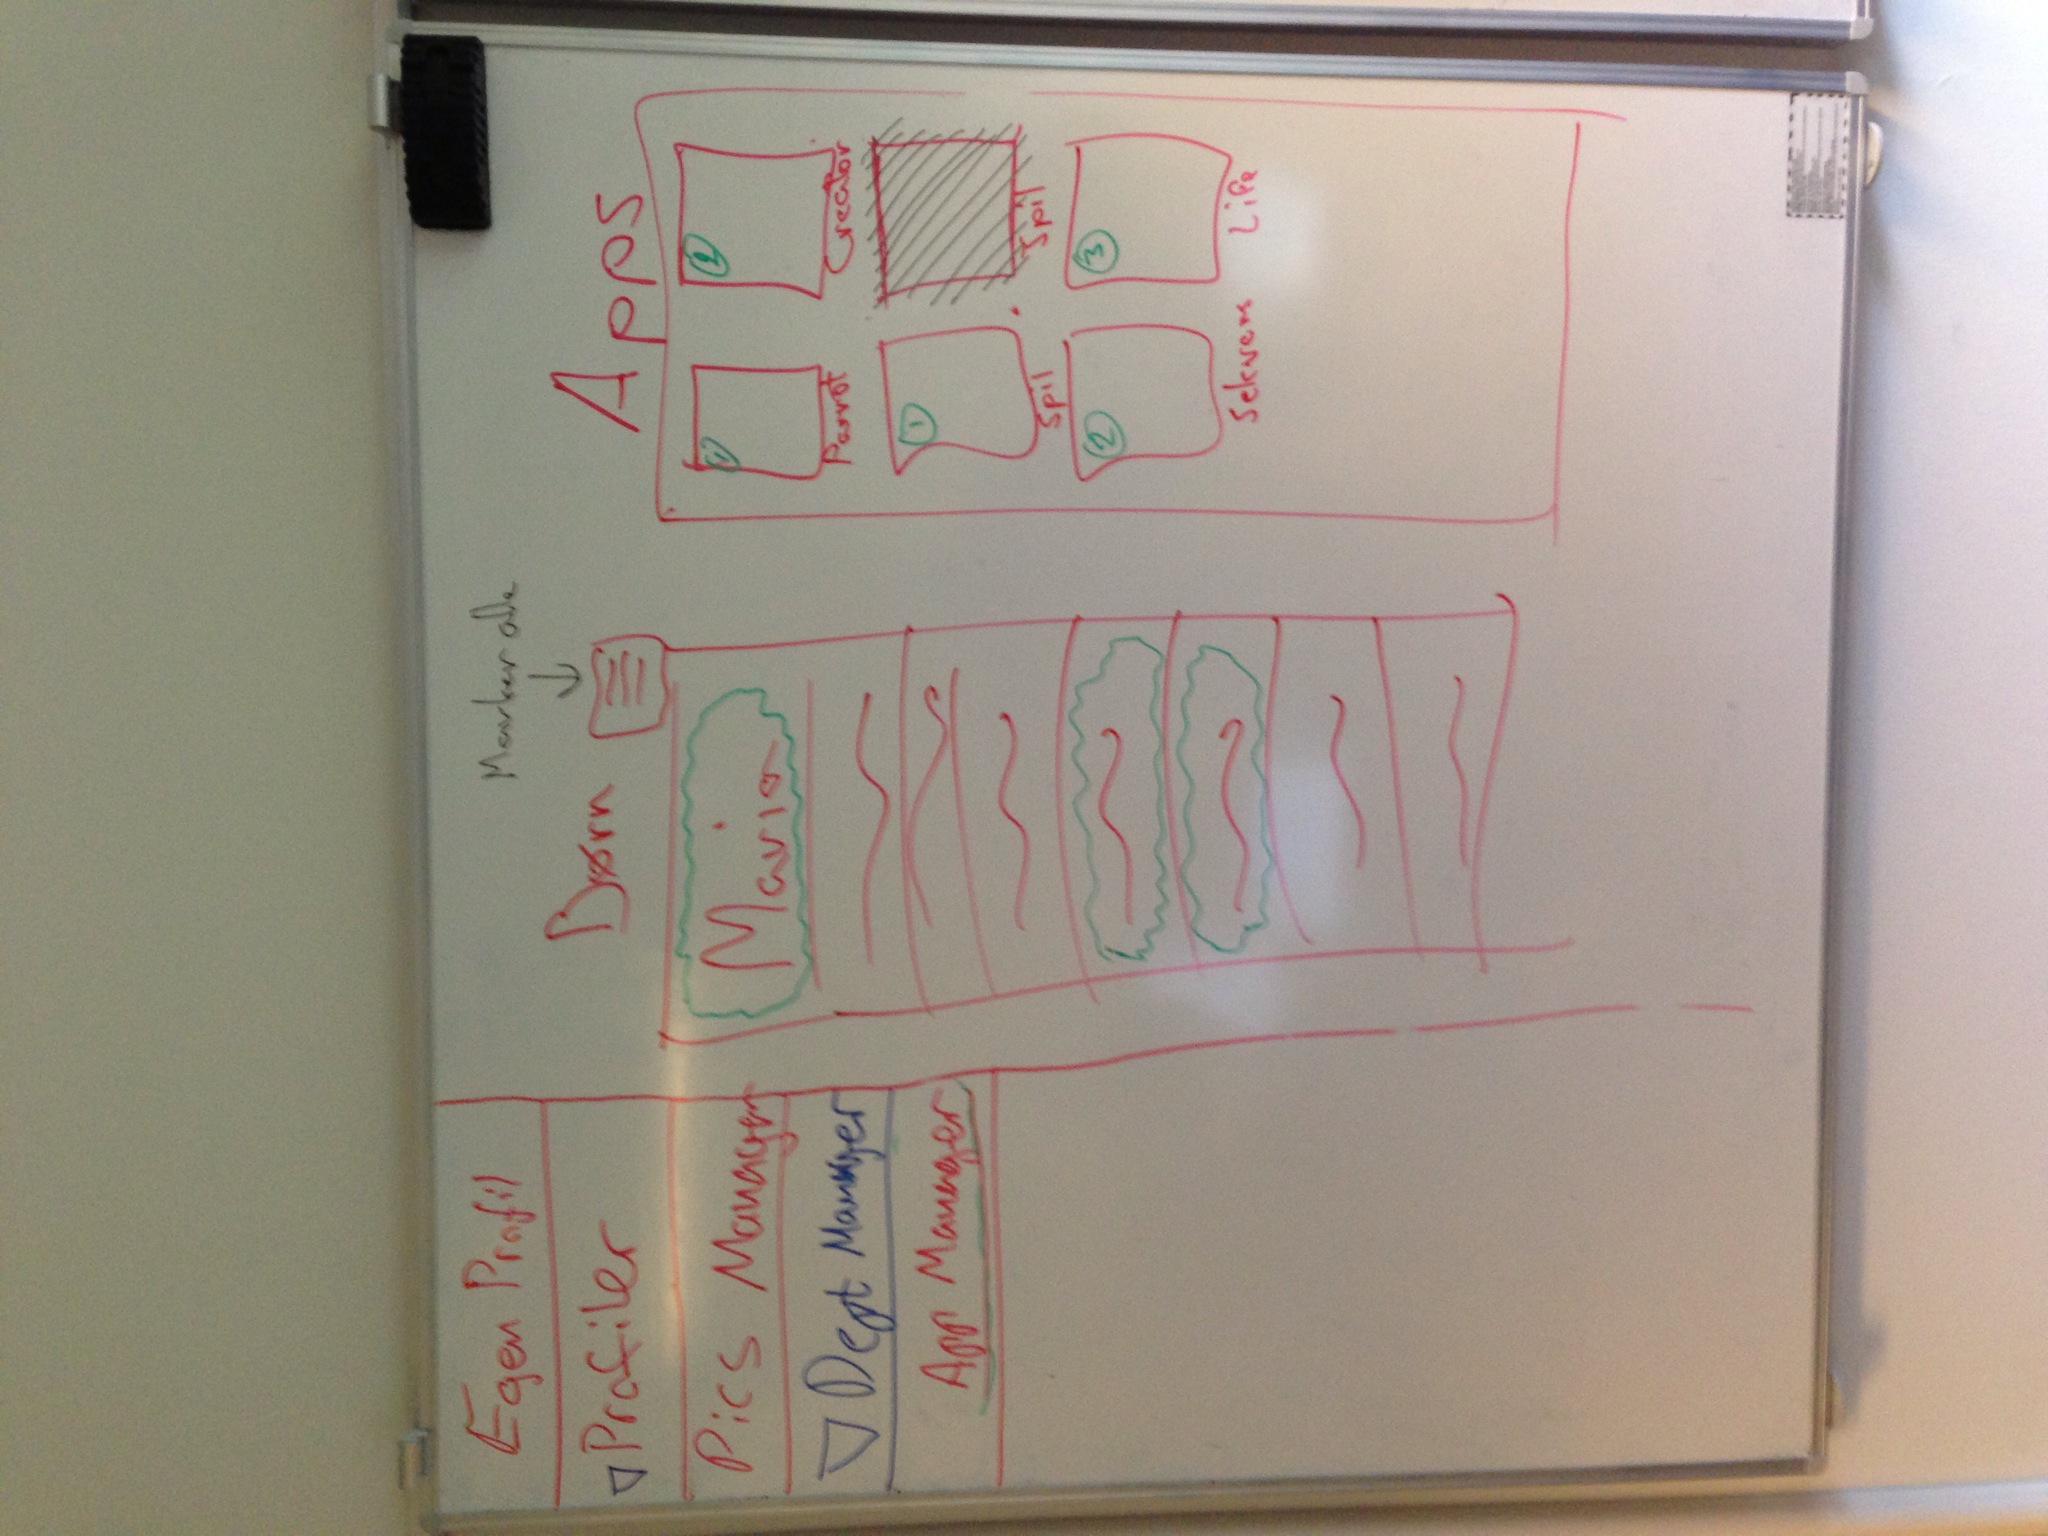 Egen Profil
Profiler
Pics Manager
Dept Manager
App Manager
Marker alle
Børn
Maria
Apps
1
2
Parrot
Creator
1
Spil
Spil
2
3
Sekvens
Life